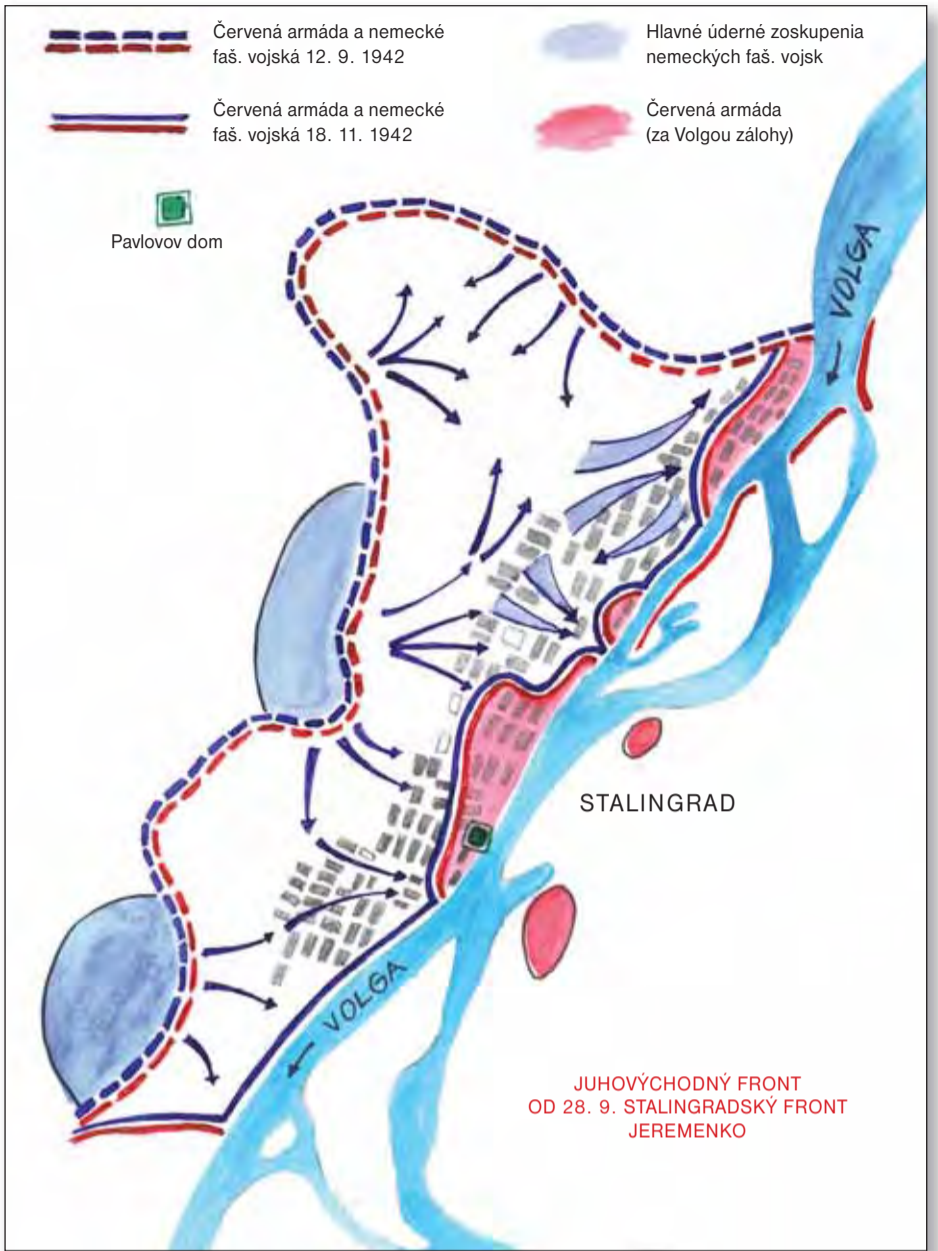 Červená armáda a nemecké
faš. vojská 12. 9. 1942
Červená armáda a nemecké
faš. vojská 18. 11. 1942
Pavlovov dom
Hlavné úderné zoskupenia
nemeckých faš. vojsk
Červená armáda
(za Volgou zálohy)
VOLGA
STALINGRAD
VOLGA
JUHOVÝCHODNÝ FRONT
OD 28. 9. STALINGRADSKÝ FRONT
JEREMENKO